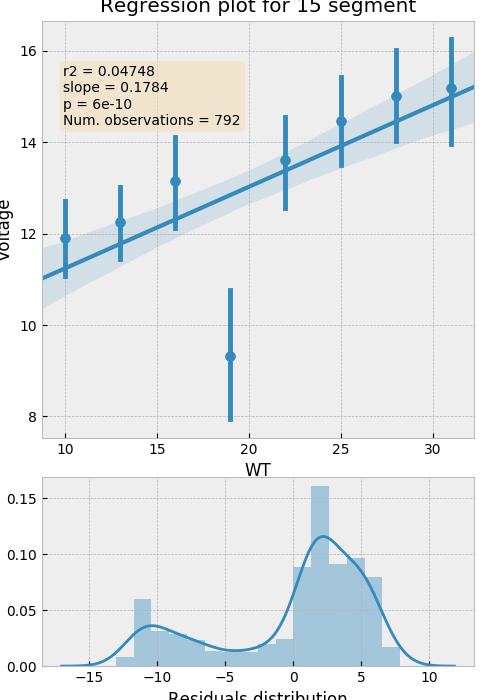 Regression plot for 15 segment
16
r2 = 0.04748
slope = 0.1784
p = 6e-10
Num. observations = 792
14
Voltage
12
10
8
10 15 20 25 30
WT
0.15
0.10
0.05
0.00
−15 −10 −5 0 5 10
Residuals distribution